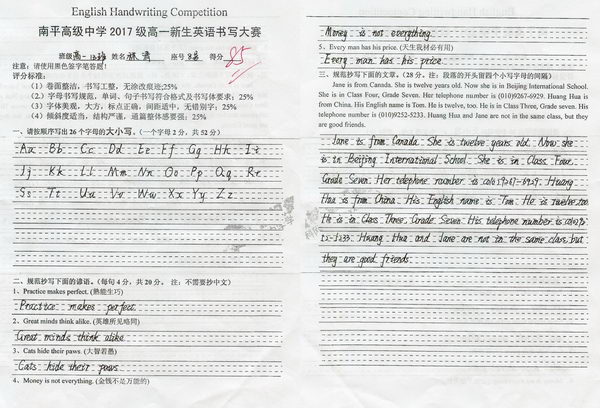 English Handwriting Competition
南平高级中学 2017 级高一新生英语书写大赛
班级 高一 姓名 林 座号 得分 85
注意:请使用黑色签字笔答题!
评分标准:
(1)卷面整洁,书写工整,无涂改痕迹;25%
(2)字母书写规范,单词、句子书写符合格式及书写体要求;25%
(3)字体美观,大方,标点正确,间距适中,无错别字;25%
(4)倾斜度适当,结构严谨,通篇整体感要强;25%
一、请按顺序写出 26 个字母的大小写.(一个字母 2 分,共 52 分)
Aa Bb Cc Dd Ee Ff Gg Hh Ii
Jj Kk Ll Mm Nn Oo Pp Qq Rr
Ss Tt Uu Vv Ww Xx Yy Zz
二、规范抄写下面的谚语。(每句 4 分,共 20 分。 注:不需要抄中文)
1、Practice makes perfect. (熟能生巧)
Practice makes perfect.
2、Great minds think alike. (英雄所见略同)
Great minds think alike
3、Cats hide their paws. (大智若愚)
Cats hide their paws
4、Money is not everything. (金钱不是万能的)
Money is not everything.
5、Every man has his price. (天生我材必有用)
Every man has his price.
三、规范抄写下面的文章。(28 分。注:段落的开头留四个小写字母的间隔)
Jane is from Canada. She is twelve years old. Now she is in Beijing International School.
She is in Class Four, Grade Seven. Her telephone number is (010)9267-6929. Huang Hua is
from China. His English name is Tom. He is twelve, too. He is in Class Three, Grade seven. His
telephone number is (010)9252-5233. Huang Hua and Jane are not in the same class, but they
are good friends.
Jane is from Canada. She is twelve years old. Now she
is in Beijing International School. She is in Class Four,
Grade Seven. Her telephone number is (010)9267-6929. Huang
Hua is from China. His English name is Tom. He is twelve,too.
He is in Class Three, Grade Seven. His telephone number is (010)92
52-5233. Huang Hua and Jane are not in the same class, but
they are good friends.